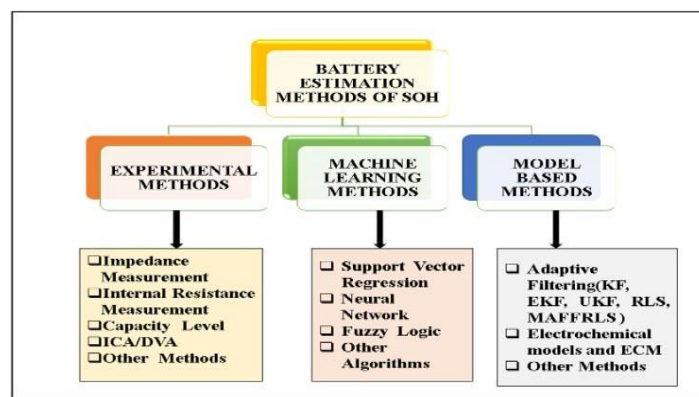 BATTERY
ESTIMATION
METHODS OF SOH
EXPERIMENTAL
METHODS
MACHINE
LEARNING
METHODS
MODEL
BASED
METHODS
❑Impedance
Measurement
❑Internal Resistance
Measurement
❑Capacity Level
❑ICA/DVA
❑Other Methods
❑ Support Vector
Regression
❑ Neural
Network
❑ Fuzzy Logic
❑ Other
Algorithms
❑ Adaptive
Filtering(KF,
EKF, UKF, RLS,
MAFFRLS )
❑ Electrochemical
models and ECM
❑ Other Methods